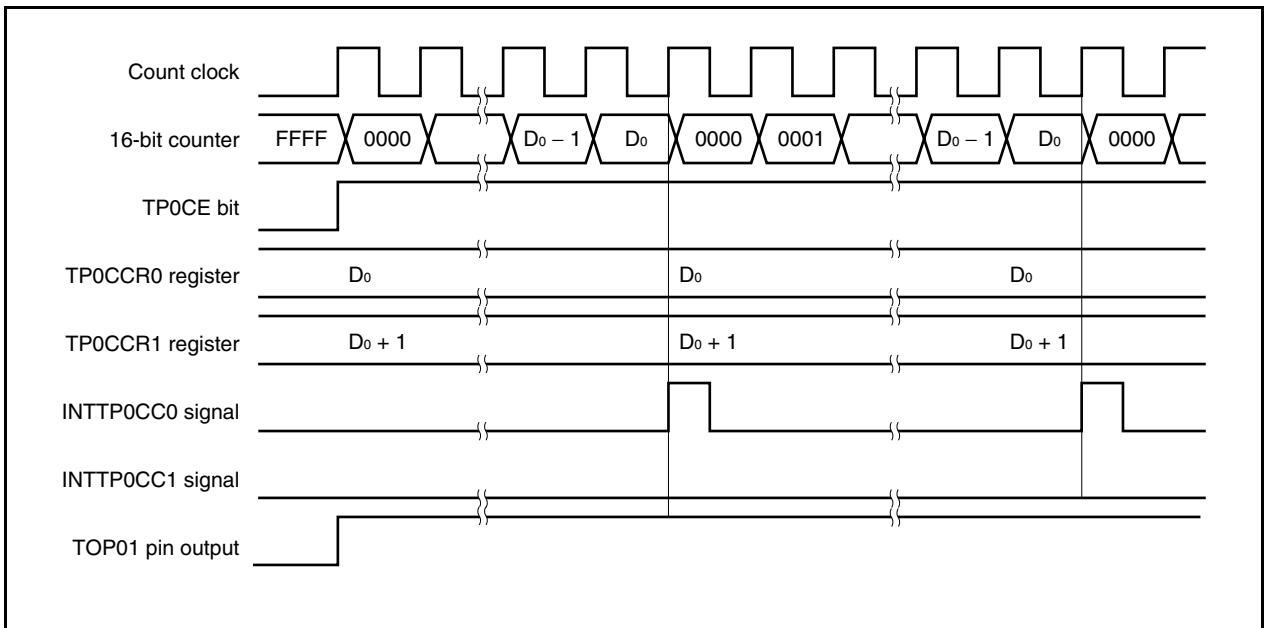 Count clock
16-bit counter FFFF 0000 D₀ − 1 D₀ 0000 0001 D₀ − 1 D₀ 0000
TP0CE bit
TP0CCR0 register D₀ D₀ D₀
TP0CCR1 register D₀ + 1 D₀ + 1 D₀ + 1
INTTP0CC0 signal
INTTP0CC1 signal
TOP01 pin output